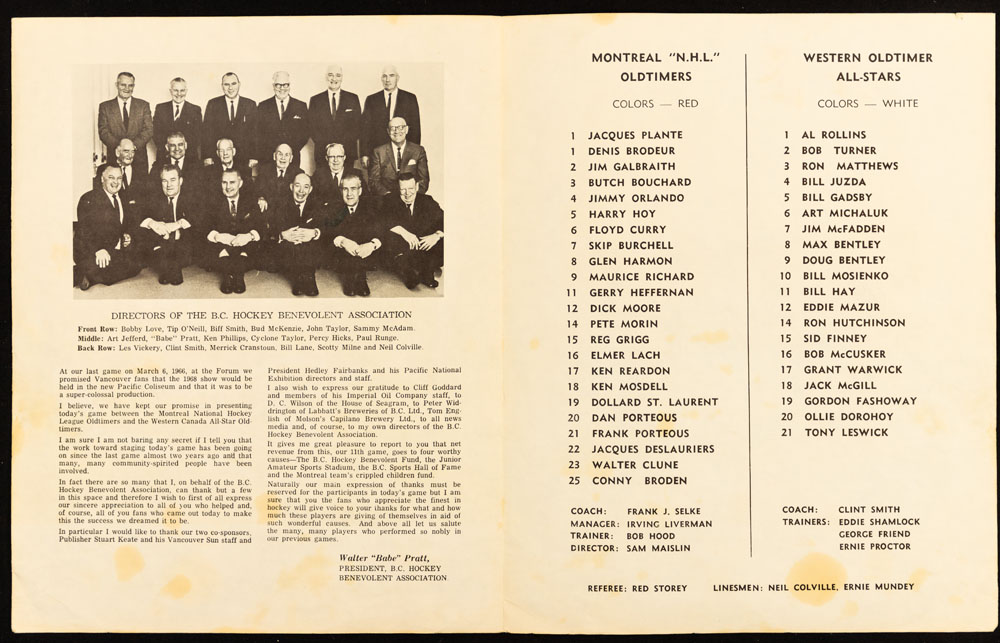 DIRECTORS OF THE B.C. HOCKEY BENEVOLENT ASSOCIATION
Front Row: Bobby Love, Tip O'Neill, Biff Smith, Bud McKenzie, John Taylor, Sammy McAdam.
Middle: Art Jefferd, "Babe" Pratt, Ken Phillips, Cyclone Taylor, Percy Hicks, Paul Runge.
Back Row: Les Vickery, Clint Smith, Merrick Cranstoun, Bill Lane, Scotty Milne and Neil Colville.
At our last game on March 6, 1966, at the Forum we
promised Vancouver fans that the 1968 show would be
held in the new Pacific Coliseum and that it was to be
a super-colossal production.
I believe, we have kept our promise in presenting
today's game between the Montreal National Hockey
League Oldtimers and the Western Canada All-Star Old-
timers.
I am sure I am not baring any secret if I tell you that
the work toward staging today's game has been going
on since the last game almost two years ago and that
many, many community-spirited people have been
involved.
In fact there are so many that I, on behalf of the B.C.
Hockey Benevolent Association, can thank but a few
in this space and therefore I wish to first of all express
our sincere appreciation to all of you who helped and,
of course, all of you fans who came out today to make
this the success we dreamed it to be.
In particular I would like to thank our two co-sponsors,
Publisher Stuart Keate and his Vancouver Sun staff and
President Hedley Fairbanks and his Pacific National
Exhibition directors and staff.
I also wish to express our gratitude to Cliff Goddard
and members of his Imperial Oil Company staff, to
D. C. Wilson of the House of Seagram, to Peter Wid-
drington of Labbatt's Breweries of B.C. Ltd., Tom Eng-
lish of Molson's Capilano Brewery Ltd., to all news
media and, of course, to my own directors of the B.C.
Hockey Benevolent Association.
It gives me great pleasure to report to you that net
revenue from this, our 11th game, goes to four worthy
causes—The B.C. Hockey Benevolent Fund, the Junior
Amateur Sports Stadium, the B.C. Sports Hall of Fame
and the Montreal team's crippled children fund.
Naturally our main expression of thanks must be
reserved for the participants in today's game but I am
sure that you the fans who appreciate the finest in
hockey will give voice to your thanks for what and how
much these players are giving of themselves in aid of
such wonderful causes. And above all let us salute
the many, many players who performed so nobly in
our previous games.
Walter "Babe" Pratt,
PRESIDENT, B.C. HOCKEY
BENEVOLENT ASSOCIATION.
MONTREAL "N.H.L."
OLDTIMERS
COLORS — RED
1 JACQUES PLANTE
1 DENIS BRODEUR
2 JIM GALBRAITH
3 BUTCH BOUCHARD
4 JIMMY ORLANDO
5 HARRY HOY
6 FLOYD CURRY
7 SKIP BURCHELL
8 GLEN HARMON
9 MAURICE RICHARD
11 GERRY HEFFERNAN
12 DICK MOORE
14 PETE MORIN
15 REG GRIGG
16 ELMER LACH
17 KEN REARDON
18 KEN MOSDELL
19 DOLLARD ST. LAURENT
20 DAN PORTEOUS
21 FRANK PORTEOUS
22 JACQUES DESLAURIERS
23 WALTER CLUNE
25 CONNY BRODEN
COACH: FRANK J. SELKE
MANAGER: IRVING LIVERMAN
TRAINER: BOB HOOD
DIRECTOR: SAM MAISLIN
WESTERN OLDTIMER
ALL-STARS
COLORS — WHITE
1 AL ROLLINS
2 BOB TURNER
3 RON MATTHEWS
4 BILL JUZDA
5 BILL GADSBY
6 ART MICHALUK
7 JIM McFADDEN
8 MAX BENTLEY
9 DOUG BENTLEY
10 BILL MOSIENKO
11 BILL HAY
12 EDDIE MAZUR
14 RON HUTCHINSON
15 SID FINNEY
16 BOB McCUSKER
17 GRANT WARWICK
18 JACK McGILL
19 GORDON FASHOWAY
20 OLLIE DOROHOY
21 TONY LESWICK
COACH: CLINT SMITH
TRAINERS: EDDIE SHAMLOCK
GEORGE FRIEND
ERNIE PROCTOR
REFEREE: RED STOREY LINESMEN: NEIL COLVILLE, ERNIE MUNDEY